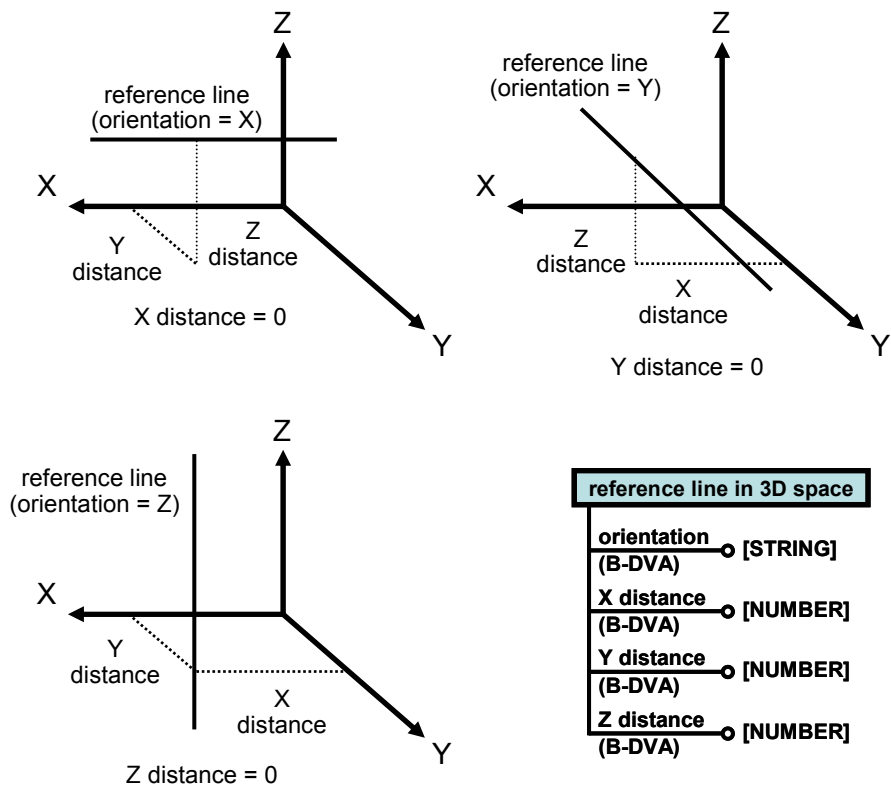 Z
reference line
(orientation = X)
X
Y
distance
Z
distance
X distance = 0
Y
Z
reference line
(orientation = Y)
X
Z
distance
X
distance
Y
Y distance = 0
Z
reference line
(orientation = Z)
X
Y
distance
X
distance
Y
Z distance = 0
reference line in 3D space
orientation
(B-DVA)
[STRING]
X distance
(B-DVA)
[NUMBER]
Y distance
(B-DVA)
[NUMBER]
Z distance
(B-DVA)
[NUMBER]